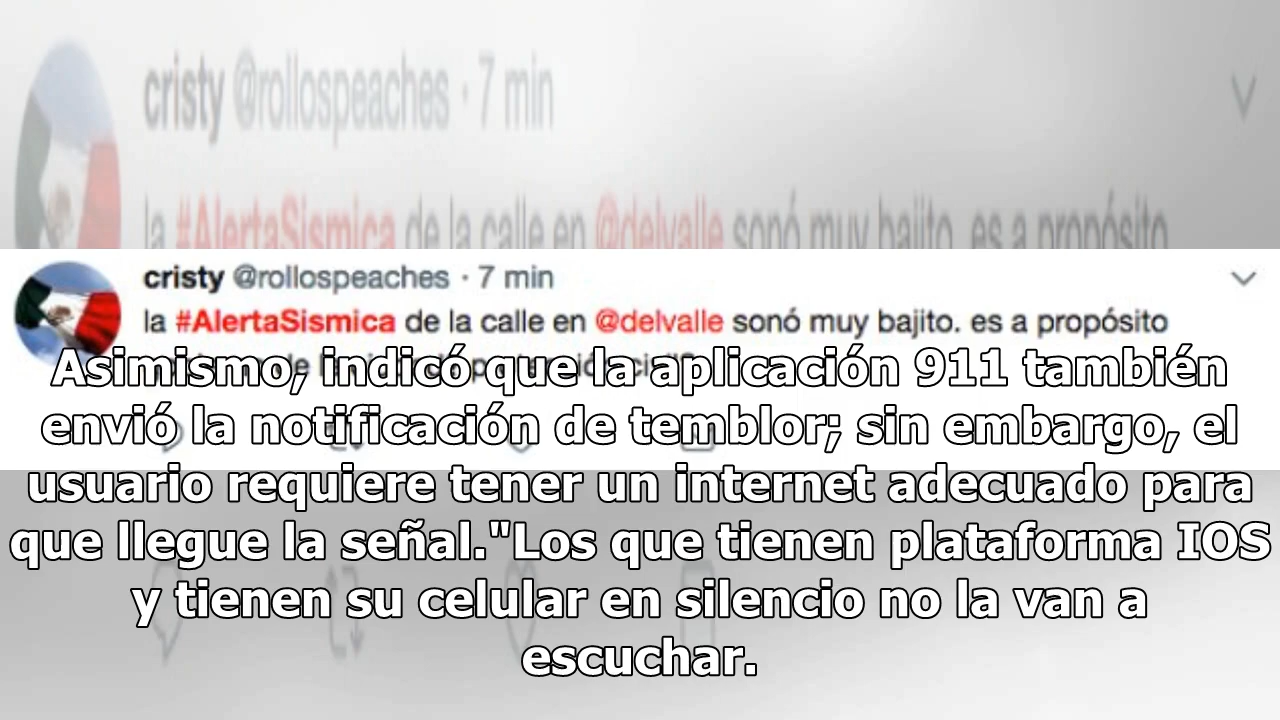 cristy @rollospeaches · 7 min
la #AlertaSismica de la calle en @delvalle sonó muy bajito. es a propósito
cristy @rollospeaches · 7 min
la #AlertaSismica de la calle en @delvalle sonó muy bajito. es a propósito
Asimismo, indicó que la aplicación 911 también
envió la notificación de temblor; sin embargo, el
usuario requiere tener un internet adecuado para
que llegue la señal."Los que tienen plataforma IOS
y tienen su celular en silencio no la van a
escuchar.